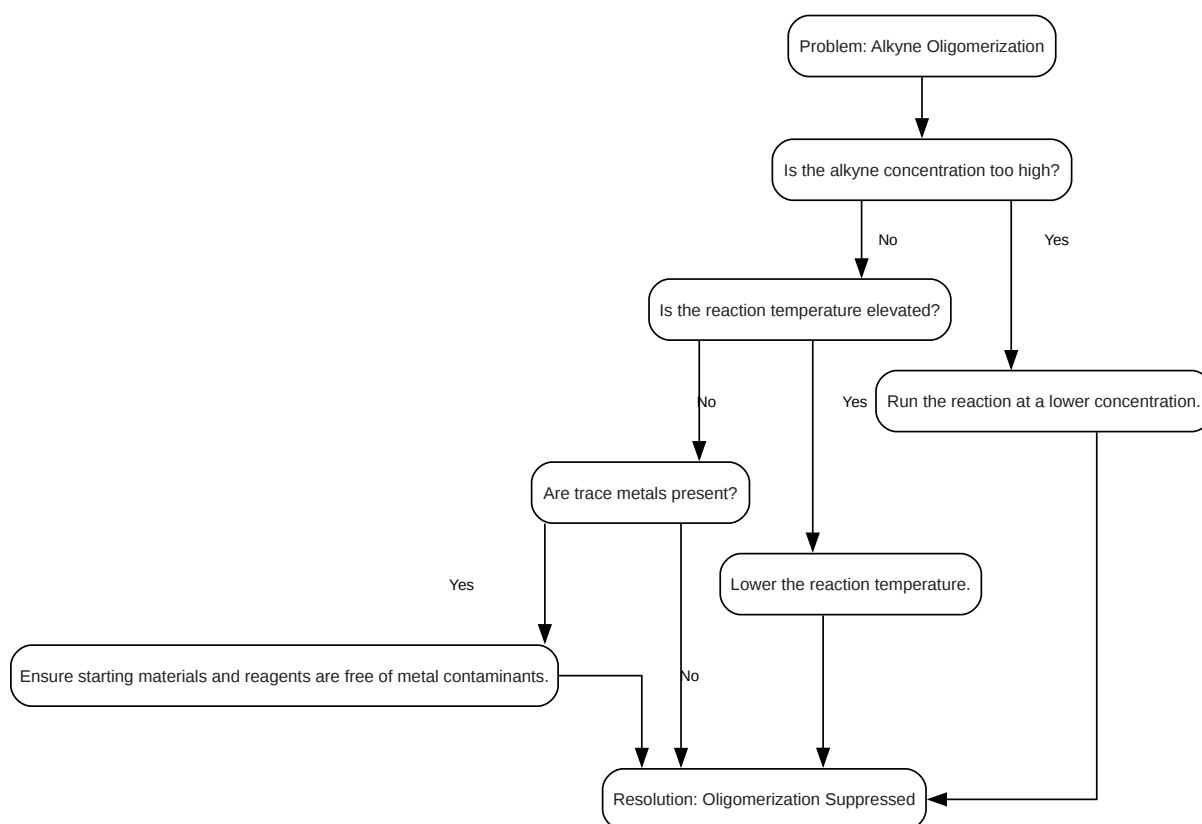 Problem: Alkyne Oligomerization
Is the alkyne concentration too high?
No
Yes
Is the reaction temperature elevated?
No
Yes
Run the reaction at a lower concentration.
Are trace metals present?
Yes
Lower the reaction temperature.
Ensure starting materials and reagents are free of metal contaminants.
No
Resolution: Oligomerization Suppressed